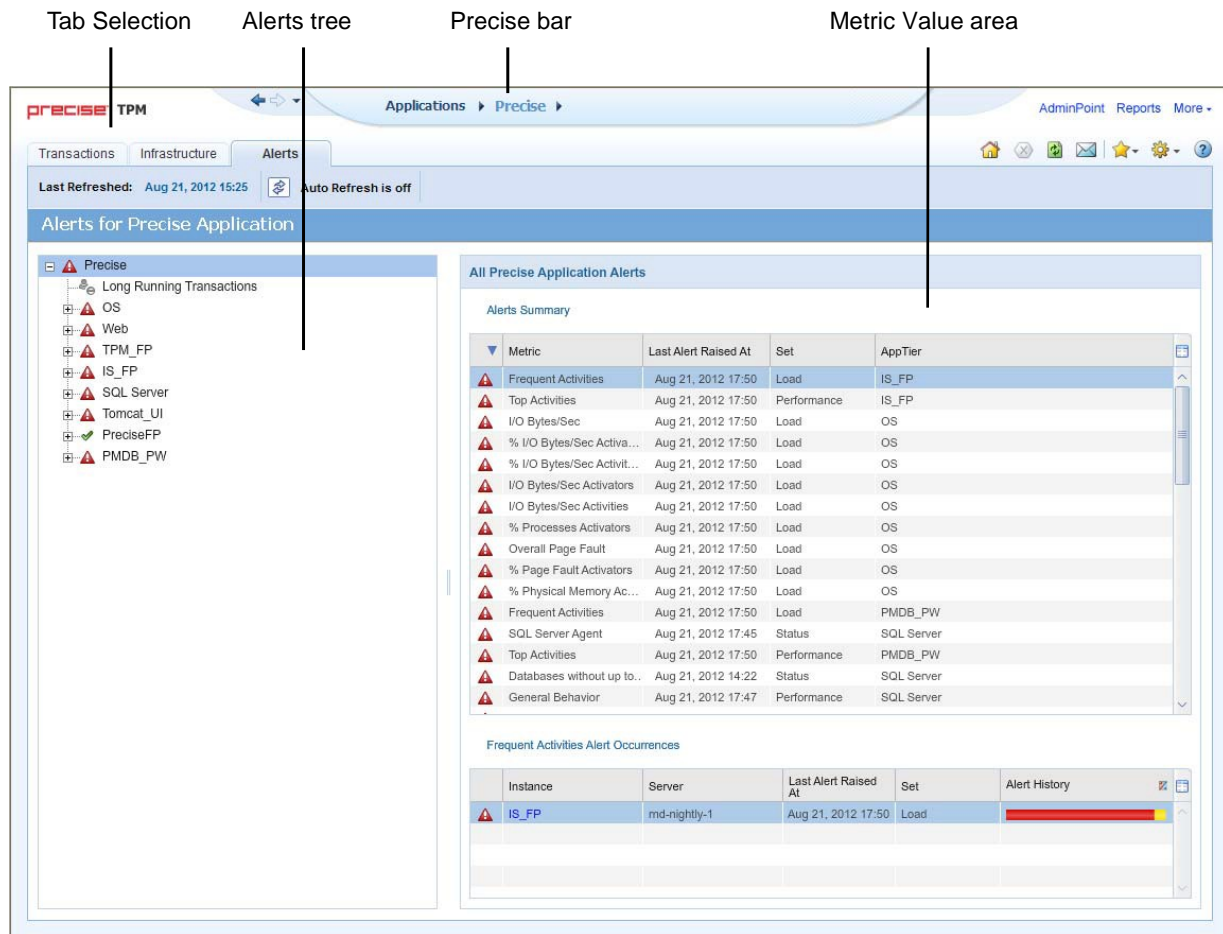 Tab Selection Alerts tree Precise bar Metric Value area
precise TPM Applications Precise AdminPoint Reports More
Transactions Infrastructure Alerts
Last Refreshed: Aug 21, 2012 15:25 Auto Refresh is off
Alerts for Precise Application
Precise
Long Running Transactions
OS
Web
TPM_FP
IS_FP
SQL Server
Tomcat_UI
PreciseFP
PMDB_PW
All Precise Application Alerts
Alerts Summary
Metric Last Alert Raised At Set AppTier
Frequent Activities Aug 21, 2012 17:50 Load IS_FP
Top Activities Aug 21, 2012 17:50 Performance IS_FP
I/O Bytes/Sec Aug 21, 2012 17:50 Load OS
% I/O Bytes/Sec Activa... Aug 21, 2012 17:50 Load OS
% I/O Bytes/Sec Activit... Aug 21, 2012 17:50 Load OS
I/O Bytes/Sec Activators Aug 21, 2012 17:50 Load OS
I/O Bytes/Sec Activities Aug 21, 2012 17:50 Load OS
% Processes Activators Aug 21, 2012 17:50 Load OS
Overall Page Fault Aug 21, 2012 17:50 Load OS
% Page Fault Activators Aug 21, 2012 17:50 Load OS
% Physical Memory Ac... Aug 21, 2012 17:50 Load OS
Frequent Activities Aug 21, 2012 17:50 Load PMDB_PW
SQL Server Agent Aug 21, 2012 17:45 Status SQL Server
Top Activities Aug 21, 2012 17:50 Performance PMDB_PW
Databases without up to.. Aug 21, 2012 14:22 Status SQL Server
General Behavior Aug 21, 2012 17:47 Performance SQL Server
Frequent Activities Alert Occurrences
Instance Server Last Alert Raised At Set Alert History
IS_FP rnd-nightly-1 Aug 21, 2012 17:50 Load